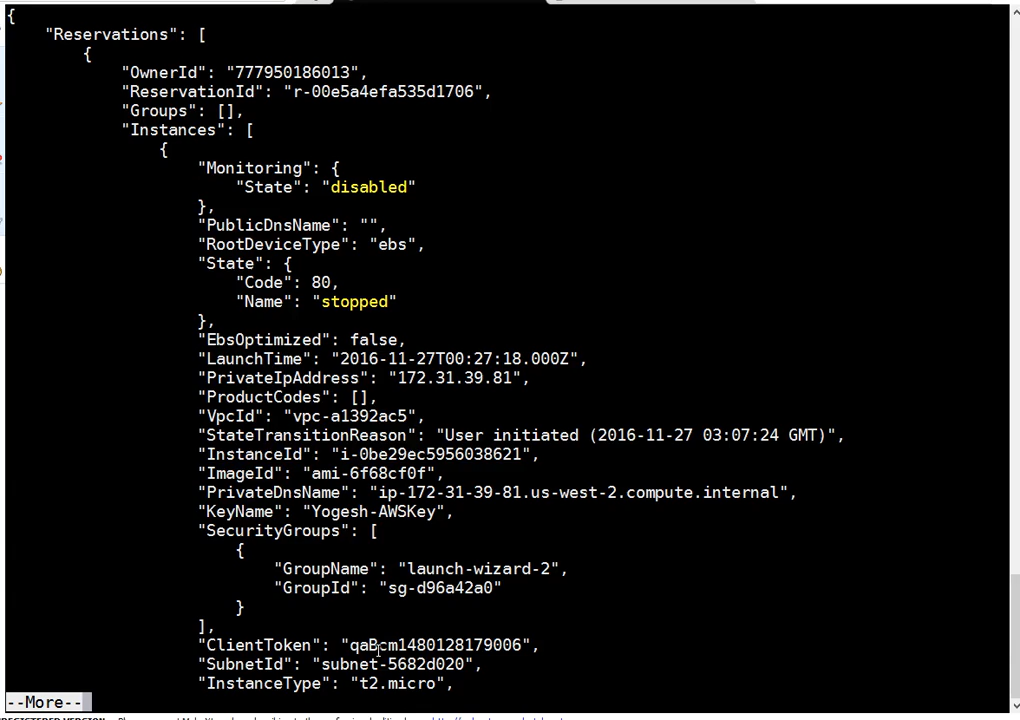 {
    "Reservations": [
        {
            "OwnerId": "777950186013",
            "ReservationId": "r-00e5a4efa535d1706",
            "Groups": [],
            "Instances": [
                {
                    "Monitoring": {
                        "State": "disabled"
                    },
                    "PublicDnsName": "",
                    "RootDeviceType": "ebs",
                    "State": {
                        "Code": 80,
                        "Name": "stopped"
                    },
                    "EbsOptimized": false,
                    "LaunchTime": "2016-11-27T00:27:18.000Z",
                    "PrivateIpAddress": "172.31.39.81",
                    "ProductCodes": [],
                    "VpcId": "vpc-a1392ac5",
                    "StateTransitionReason": "User initiated (2016-11-27 03:07:24 GMT)",
                    "InstanceId": "i-0be29ec5956038621",
                    "ImageId": "ami-6f68cf0f",
                    "PrivateDnsName": "ip-172-31-39-81.us-west-2.compute.internal",
                    "KeyName": "Yogesh-AWSKey",
                    "SecurityGroups": [
                        {
                            "GroupName": "launch-wizard-2",
                            "GroupId": "sg-d96a42a0"
                        }
                    ],
                    "ClientToken": "qaBcm1480128179006",
                    "SubnetId": "subnet-5682d020",
                    "InstanceType": "t2.micro",
--More--